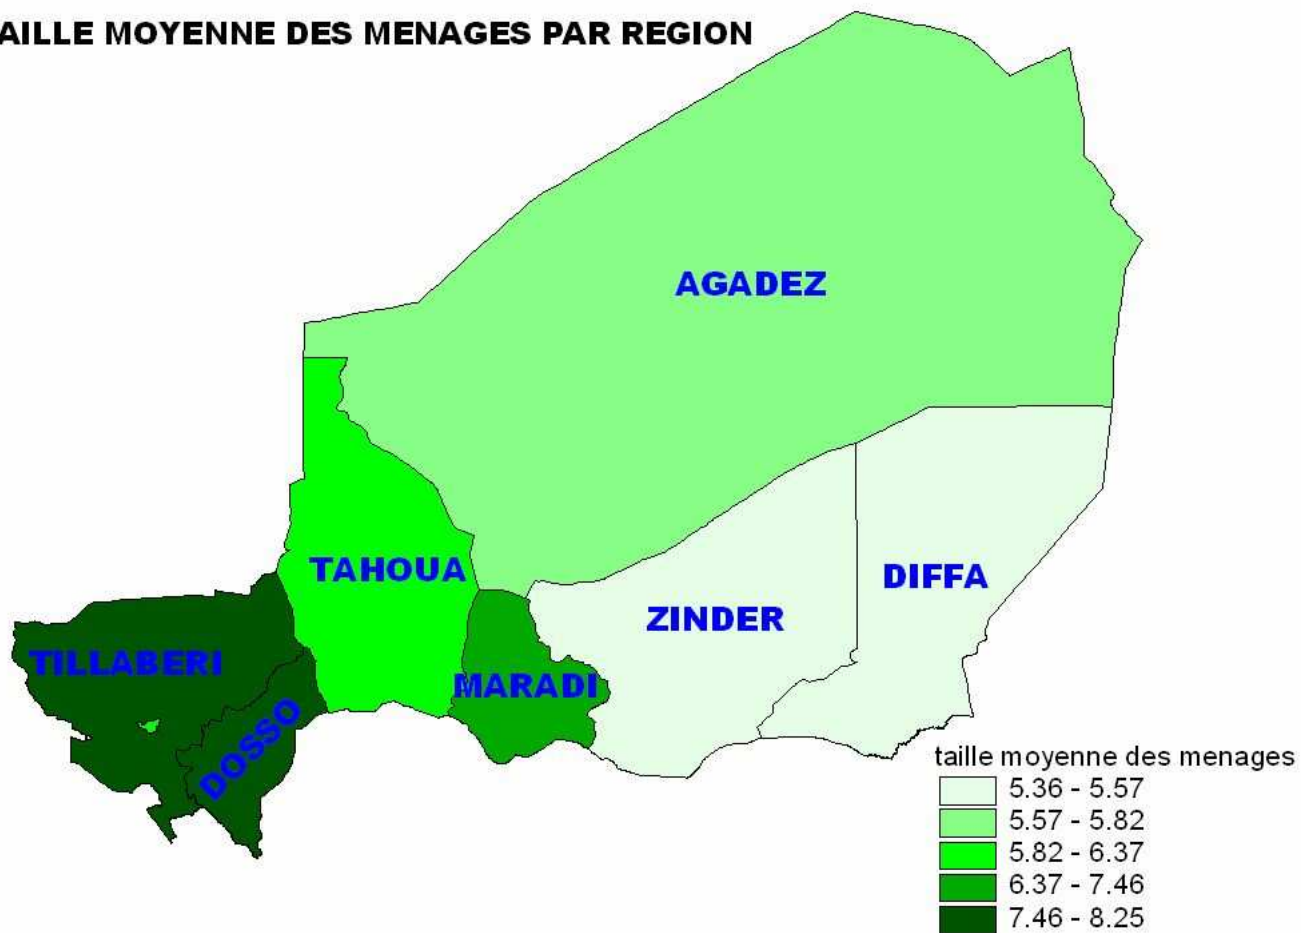 AILLE MOYENNE DES MENAGES PAR REGION
AGADEZ
TAHOUA
DIFFA
ZINDER
TILLABERI
MARADI
DOSSO
taille moyenne des menages
5.36 - 5.57
5.57 - 5.82
5.82 - 6.37
6.37 - 7.46
7.46 - 8.25